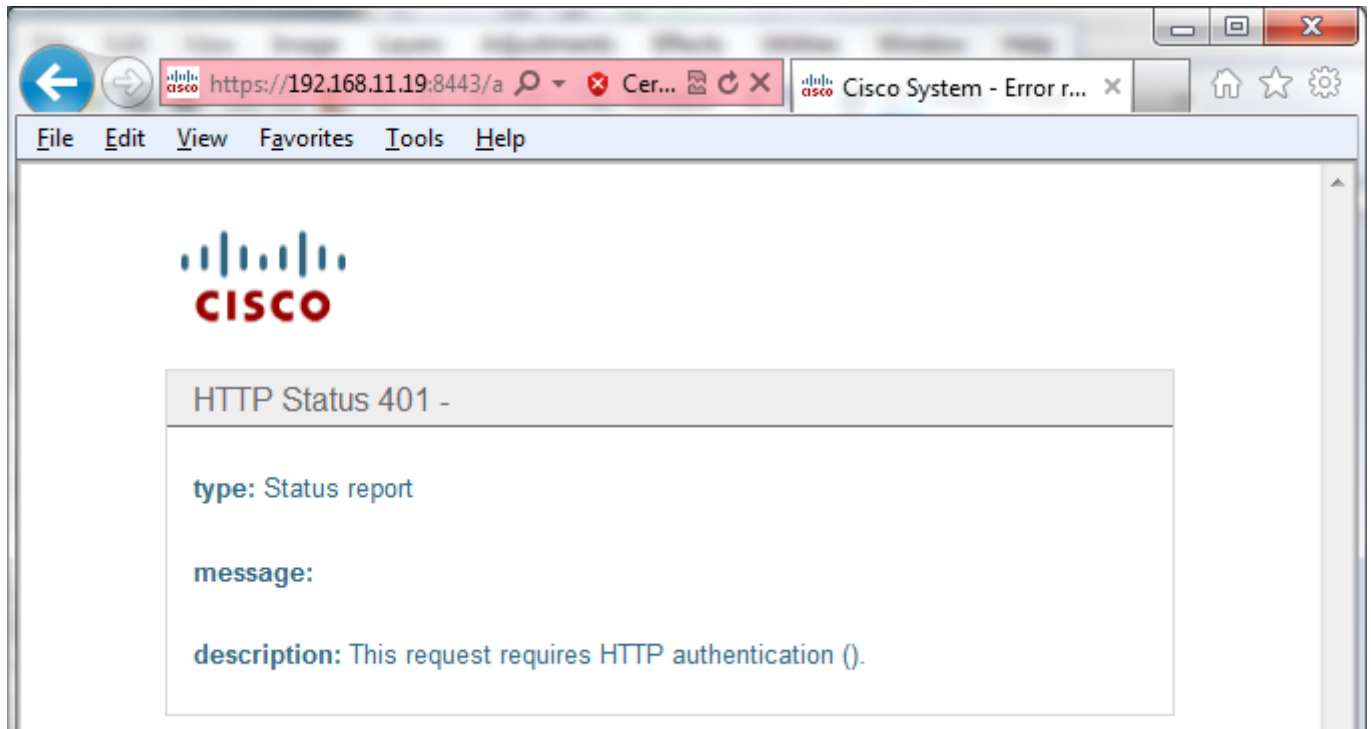 https://192.168.11.19:8443/a Cer... Cisco System - Error r...
File Edit View Favorites Tools Help
CISCO
HTTP Status 401 -
type: Status report
message:
description: This request requires HTTP authentication ().